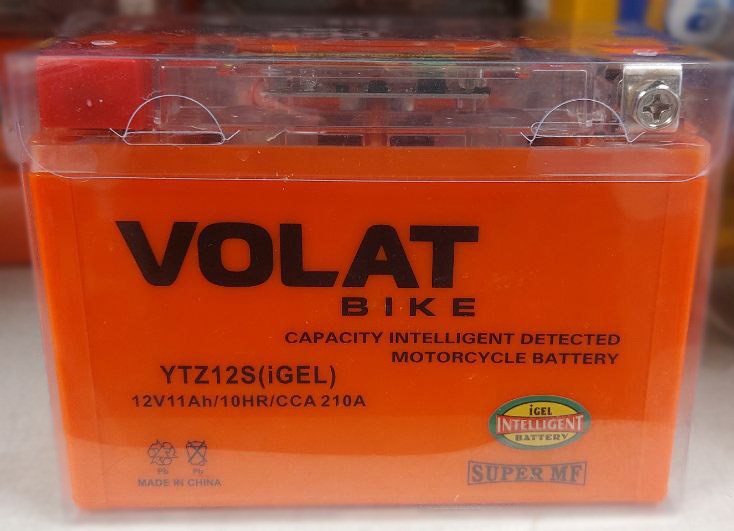 VOLAT
BIKE
CAPACITY INTELLIGENT DETECTED
MOTORCYCLE BATTERY
YTZ12S(iGEL)
12V11Ah/10HR/CCA 210A
iGEL
INTELLIGENT
BATTERY
Pb Pb
SUPER MF
MADE IN CHINA